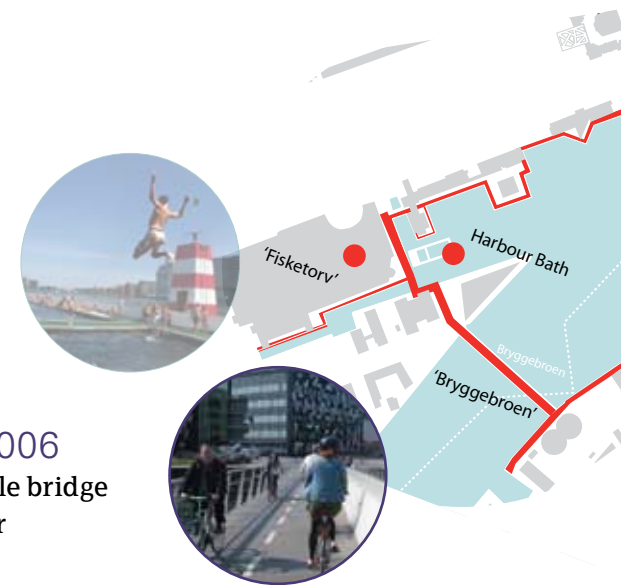 'Fisketorv'
Harbour Bath
Bryggebroen
'Bryggebroen'
006
le bridge
r